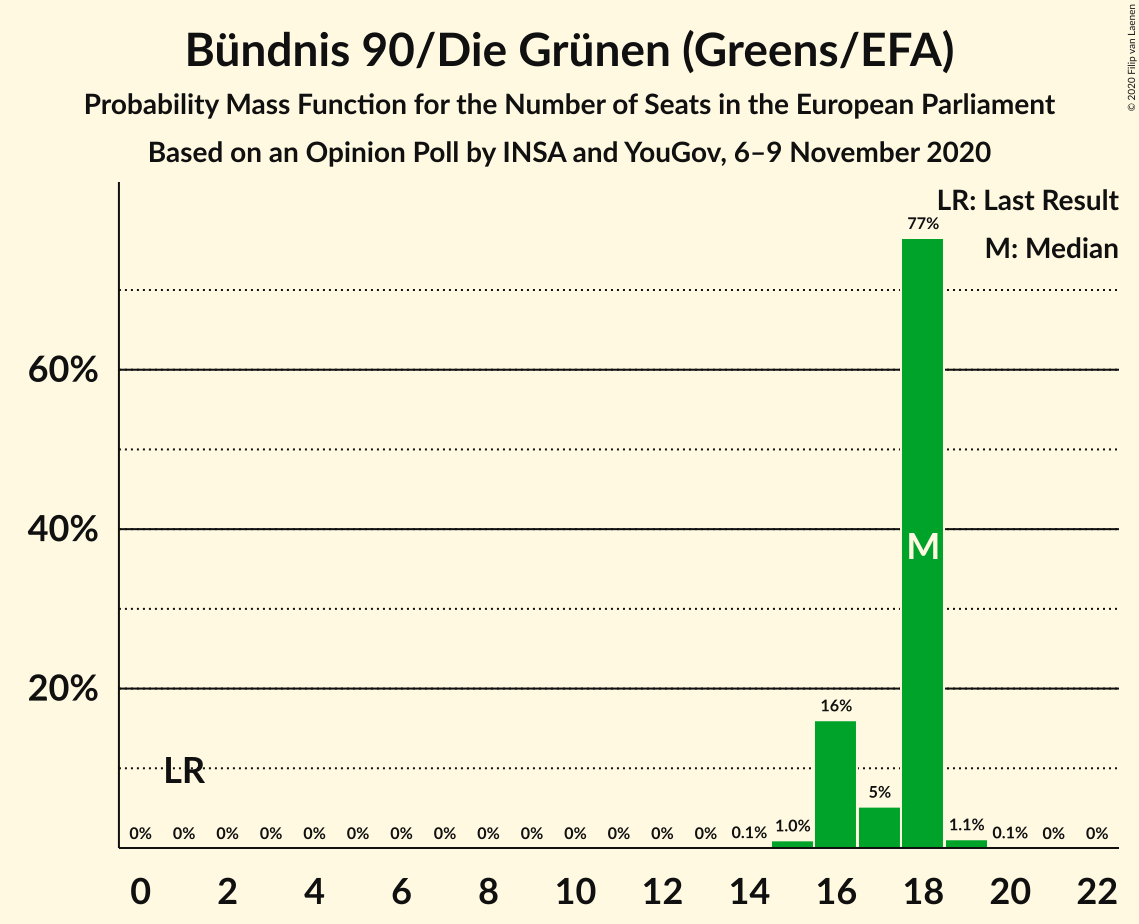 Bündnis 90/Die Grünen (Greens/EFA)
Probability Mass Function for the Number of Seats in the European Parliament
Based on an Opinion Poll by INSA and YouGov, 6–9 November 2020
© 2020 Filip van Laenen
LR: Last Result
M: Median
77%
60%
40%
M
20%
16%
LR
5%
0% 0% 0% 0% 0% 0% 0% 0% 0% 0% 0% 0% 0% 0% 0.1% 1.0% 1.1% 0.1% 0% 0%
0 2 4 6 8 10 12 14 16 18 20 22